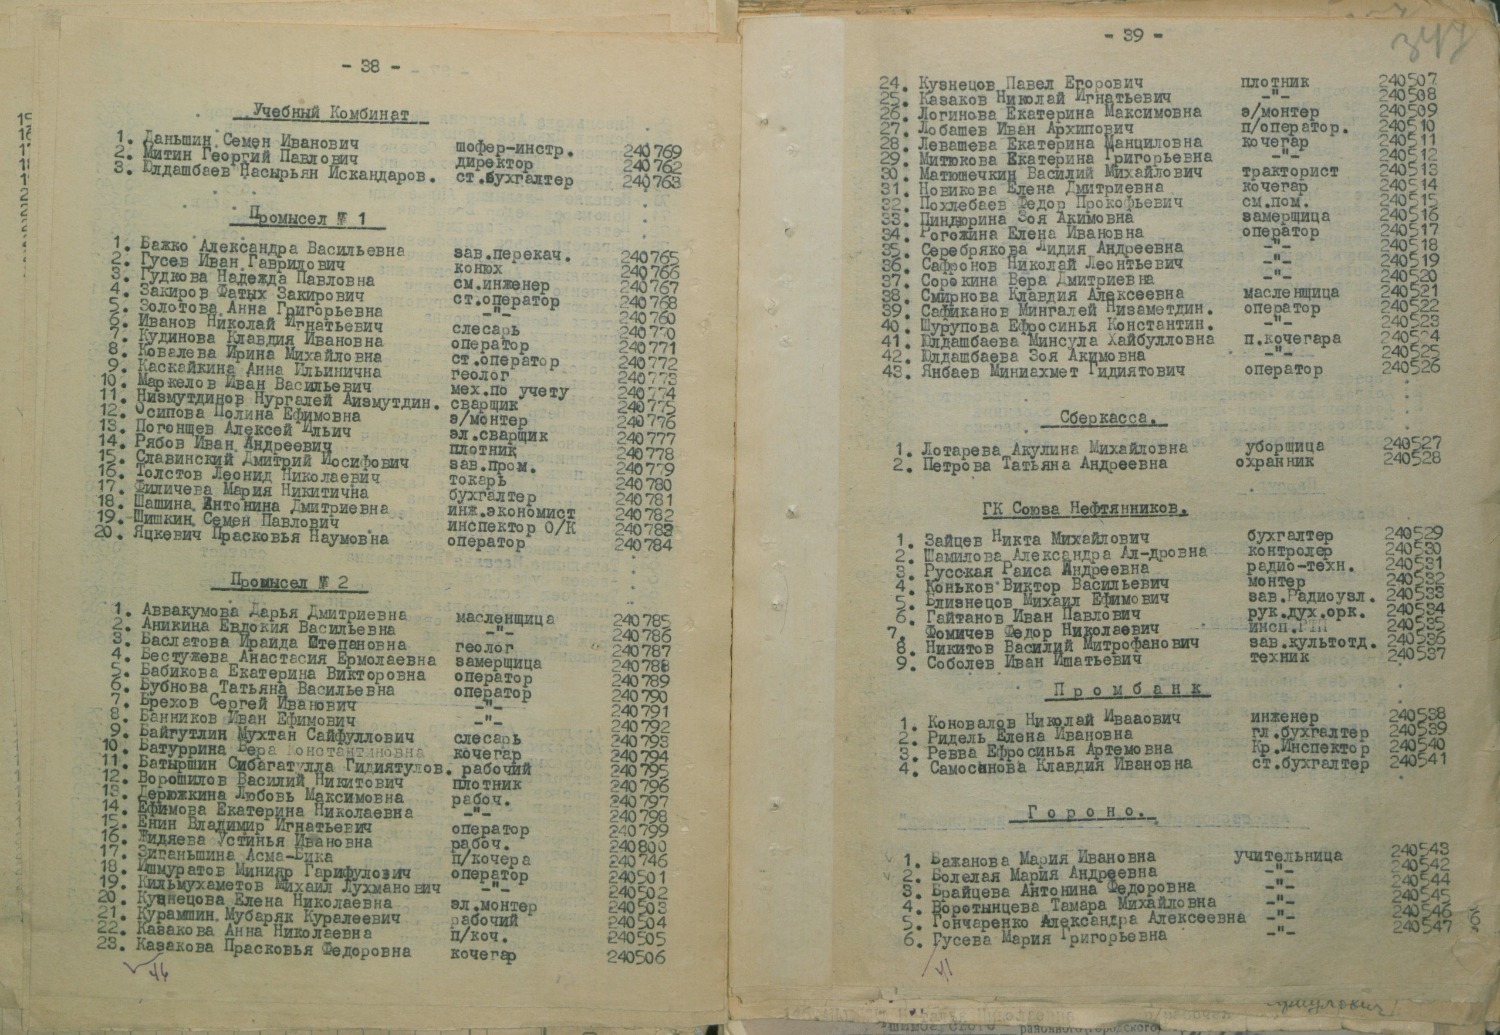 - 38 -
Учебный Комбинат
1. Даньшин Семен Иванович шофер-инстр. 240769
2. Митин Георгий Павлович директор 240762
3. Юлдашбаев Насырьян Искандаров. ст.бухгалтер 240763
Промысел № 1
1. Бажко Александра Васильевна зав.перекач. 240765
2. Гусев Иван Гаврилович конюх 240766
3. Гудкова Надежда Павловна см.инженер 240767
4. Закиров Фатых Закирович ст.оператор 240768
5. Золотова Анна Григорьевна -"- 240760
6. Иванов Николай Игнатьевич слесарь 240770
7. Кудинова Клавдия Ивановна оператор 240771
8. Ковалева Ирина Михайловна ст.оператор 240772
9. Каскайкина Анна Ильинична геолог 240773
10. Маркелов Иван Васильевич мех.по учету 240774
11. Низмутдинов Нургалей Аизмутдин. сварщик 240775
12. Осипова Полина Ефимовна э/монтер 240776
13. Погонщев Алексей Ильич эл.сварщик 240777
14. Рябов Иван Андреевич плотник 240778
15. Славинский Дмитрий Иосифович зав.пром. 240779
16. Толстов Леонид Николаевич токарь 240780
17. Филичева Мария Никитична бухгалтер 240781
18. Шашина Антонина Дмитриевна инж.экономист 240782
19. Шишкин Семен Павлович инспектор О/К 240783
20. Яцкевич Прасковья Наумовна оператор 240784
Промысел № 2
1. Аввакумова Дарья Дмитриевна масленщица 240785
2. Аникина Евдокия Васильевна -"- 240786
3. Баслатова Ираида Степановна геолог 240787
4. Бестужева Анастасия Ермолаевна замерщица 240788
5. Бабикова Екатерина Викторовна оператор 240789
6. Бубнова Татьяна Васильевна оператор 240790
7. Брехов Сергей Иванович -"- 240791
8. Банников Иван Ефимович -"- 240792
9. Байгутлин Мухтан Сайфуллович слесарь 240793
10. Батуррина Вера Константиновна кочегар 240794
11. Батыршин Сибагатулла Гидиятулов. рабочий 240795
12. Ворошилов Василий Никитович плотник 240796
13. Дерюжкина Любовь Максимовна рабоч. 240797
14. Ефимова Екатерина Николаевна -"- 240798
15. Енин Владимир Игнатьевич оператор 240799
16. Жидяева Устинья Ивановна рабоч. 240800
17. Зиганьшина Асма-Бика п/кочера 240746
18. Ишмуратов Минияр Гарифулович оператор 240501
19. Кильмухаметов Михаил Лухманович -"- 240502
20. Кузнецова Елена Николаевна эл.монтер 240503
21. Курамшин Мубаряк Куралеевич рабочий 240504
22. Казакова Анна Николаевна п/коч. 240505
23. Казакова Прасковья Федоровна кочегар 240506
46
- 39 -
347
24. Кузнецов Павел Егорович плотник 240507
25. Казаков Николай Игнатьевич -"- 240508
26. Логинова Екатерина Максимовна э/монтер 240509
27. Лобашев Иван Архипович п/оператор. 240510
28. Левашева Екатерина Манциловна кочегар 240511
29. Митюкова Екатерина Григорьевна -"- 240512
30. Матюшечкин Василий Михайлович тракторист 240513
31. Новикова Елена Дмитриевна кочегар 240514
32. Похлебаев Федор Прокофьевич см.пом. 240515
33. Пиндюрина Зоя Акимовна замерщица 240516
34. Рогожина Елена Ивановна оператор 240517
35. Серебрякова Лидия Андреевна -"- 240518
36. Сафронов Николай Леонтьевич -"- 240519
37. Сорокина Вера Дмитриевна -"- 240520
38. Смирнова Клавдия Алексеевна масленщица 240521
39. Сафиканов Мингалей Низаметдин. оператор 240522
40. Шурупова Ефросинья Константин. -"- 240523
41. Юлдашбаева Минсула Хайбулловна п.кочегара 240524
42. Юлдашбаева Зоя Акимовна -"- 240525
43. Янбаев Миниахмет Гидиятович оператор 240526
Сберкасса.
1. Лотарева Акулина Михайловна уборщица 240527
2. Петрова Татьяна Андреевна охранник 240528
ГК Союза Нефтянников.
1. Зайцев Никта Михайлович бухгалтер 240529
2. Шамилова Александра Ал-дровна контролер 240530
3. Русская Раиса Андреевна радио-техн. 240531
4. Коньков Виктор Васильевич монтер 240532
5. Близнецов Михаил Ефимович зав.Радиоузл. 240533
6. Гайтанов Иван Павлович рук.дух.орк. 240534
7. Фомичев Федор Николаевич инсп.РТП 240535
8. Никитов Василий Митрофанович зав.культотд. 240536
9. Соболев Иван Ишатьевич техник 240537
Промбанк
1. Коновалов Николай Иваович инженер 240538
2. Ридель Елена Ивановна гл.бухгалтер 240539
3. Ревва Ефросинья Артемовна Кр.Инспектор 240540
4. Самосанова Клавдия Ивановна ст.бухгалтер 240541
Гороно.
1. Бажанова Мария Ивановна учительница 240543
2. Болелая Мария Андреевна -"- 240542
3. Брайцева Антонина Федоровна -"- 240544
4. Воротынцева Тамара Михайловна -"- 240545
5. Гончаренко Александра Алексеевна -"- 240546
6. Гусева Мария Григорьевна -"- 240547
41
районного(городского)